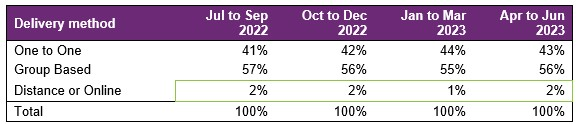 Delivery method Jul to Sep 2022 Oct to Dec 2022 Jan to Mar 2023 Apr to Jun 2023
One to One 41% 42% 44% 43%
Group Based 57% 56% 55% 56%
Distance or Online 2% 2% 1% 2%
Total 100% 100% 100% 100%